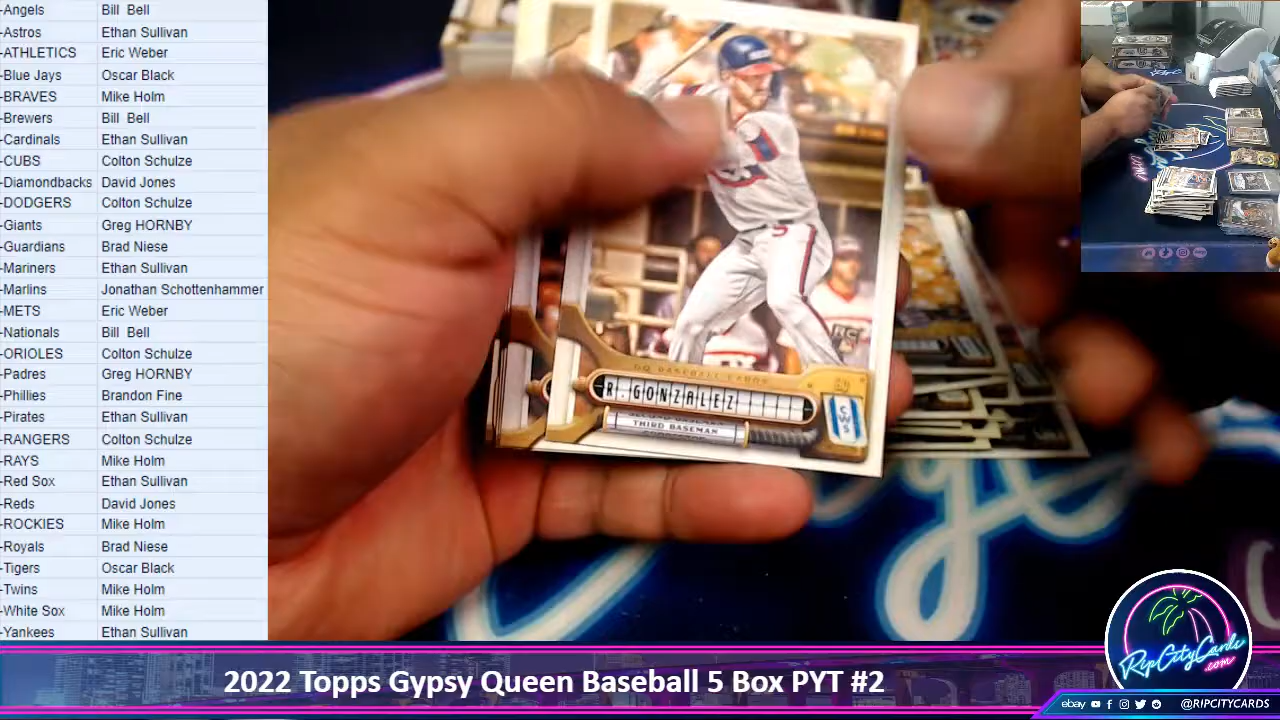 -Angels Bill Bell
-Astros Ethan Sullivan
-ATHLETICS Eric Weber
-Blue Jays Oscar Black
-BRAVES Mike Holm
-Brewers Bill Bell
-Cardinals Ethan Sullivan
-CUBS Colton Schulze
-Diamondbacks David Jones
-DODGERS Colton Schulze
-Giants Greg HORNBY
-Guardians Brad Niese
-Mariners Ethan Sullivan
-Marlins Jonathan Schottenhammer
-METS Eric Weber
-Nationals Bill Bell
-ORIOLES Colton Schulze
-Padres Greg HORNBY
-Phillies Brandon Fine
-Pirates Ethan Sullivan
-RANGERS Colton Schulze
-RAYS Mike Holm
-Red Sox Ethan Sullivan
-Reds David Jones
-ROCKIES Mike Holm
-Royals Brad Niese
-Tigers Oscar Black
-Twins Mike Holm
-White Sox Mike Holm
-Yankees Ethan Sullivan
GQ BASEBALL CARDS
R. GONZALEZ
THIRD BASEMAN
CWS
2022 Topps Gypsy Queen Baseball 5 Box PYT #2
RipCityCards
.com
ebay @RIPCITYCARDS